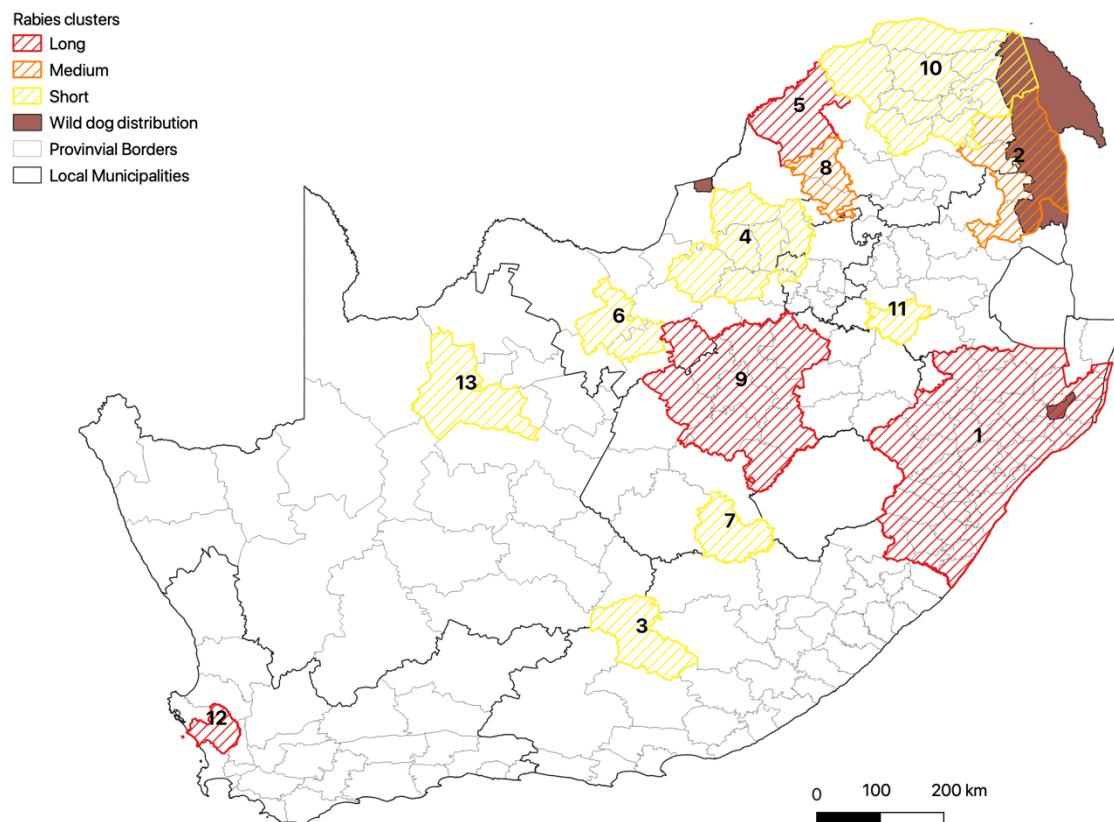 Rabies clusters
Long
Medium
Short
Wild dog distribution
Provinvial Borders
Local Municipalities
10
5
2
8
4
11
6
13
9
1
7
3
12
0 100 200 km